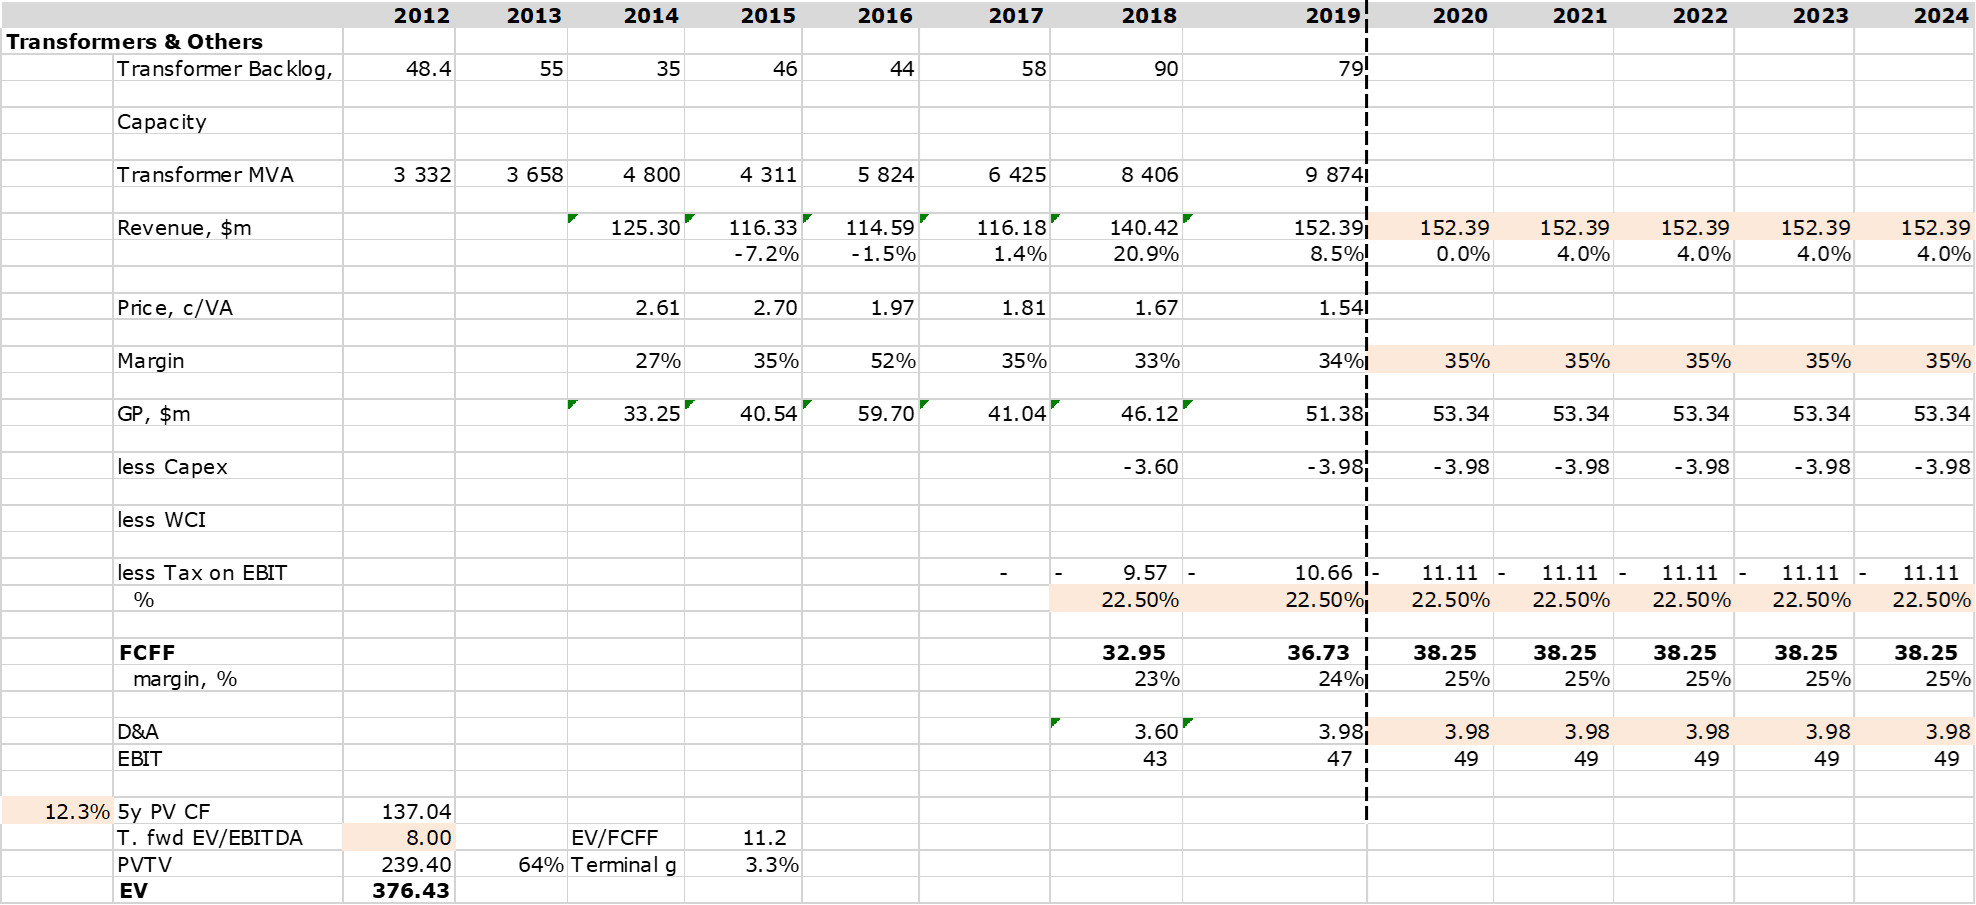 2012 2013 2014 2015 2016 2017 2018 2019 2020 2021 2022 2023 2024
Transformers & Others
Transformer Backlog, 48.4 55 35 46 44 58 90 79
Capacity
Transformer MVA 3 332 3 658 4 800 4 311 5 824 6 425 8 406 9 874
Revenue, $m 125.30 116.33 114.59 116.18 140.42 152.39 152.39 152.39 152.39 152.39 152.39
-7.2% -1.5% 1.4% 20.9% 8.5% 0.0% 4.0% 4.0% 4.0% 4.0%
Price, c/VA 2.61 2.70 1.97 1.81 1.67 1.54
Margin 27% 35% 52% 35% 33% 34% 35% 35% 35% 35% 35%
GP, $m 33.25 40.54 59.70 41.04 46.12 51.38 53.34 53.34 53.34 53.34 53.34
less Capex -3.60 -3.98 -3.98 -3.98 -3.98 -3.98 -3.98
less WCI
less Tax on EBIT - - 9.57 - 10.66 - 11.11 - 11.11 - 11.11 - 11.11 - 11.11
% 22.50% 22.50% 22.50% 22.50% 22.50% 22.50% 22.50%
FCFF 32.95 36.73 38.25 38.25 38.25 38.25 38.25
margin, % 23% 24% 25% 25% 25% 25% 25%
D&A 3.60 3.98 3.98 3.98 3.98 3.98 3.98
EBIT 43 47 49 49 49 49 49
12.3% 5y PV CF 137.04
T. fwd EV/EBITDA 8.00 EV/FCFF 11.2
PVTV 239.40 64% Terminal g 3.3%
EV 376.43